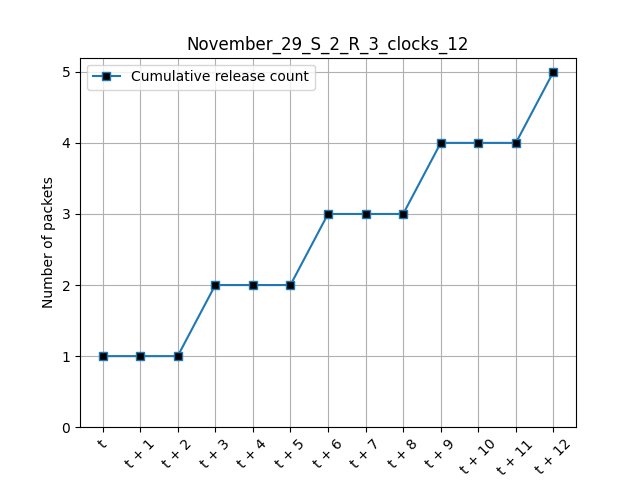 November_29_S_2_R_3_clocks_12
Cumulative release count
Number of packets
5
4
3
2
1
0
t
t + 1
t + 2
t + 3
t + 4
t + 5
t + 6
t + 7
t + 8
t + 9
t + 10
t + 11
t + 12